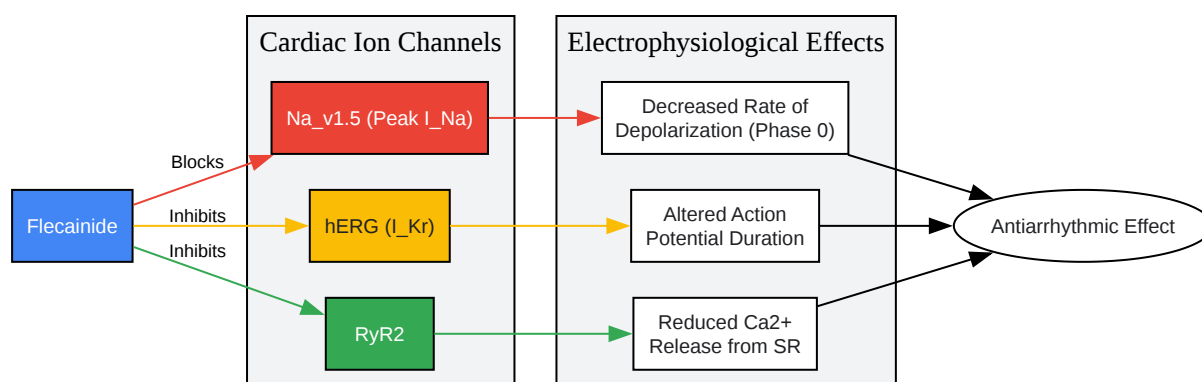 Cardiac Ion Channels
Electrophysiological Effects
Na_v1.5 (Peak I_Na)
Decreased Rate of
Depolarization (Phase 0)
Blocks
Flecainide
Inhibits
hERG (I_Kr)
Altered Action
Potential Duration
Antiarrhythmic Effect
Inhibits
RyR2
Reduced Ca2+
Release from SR